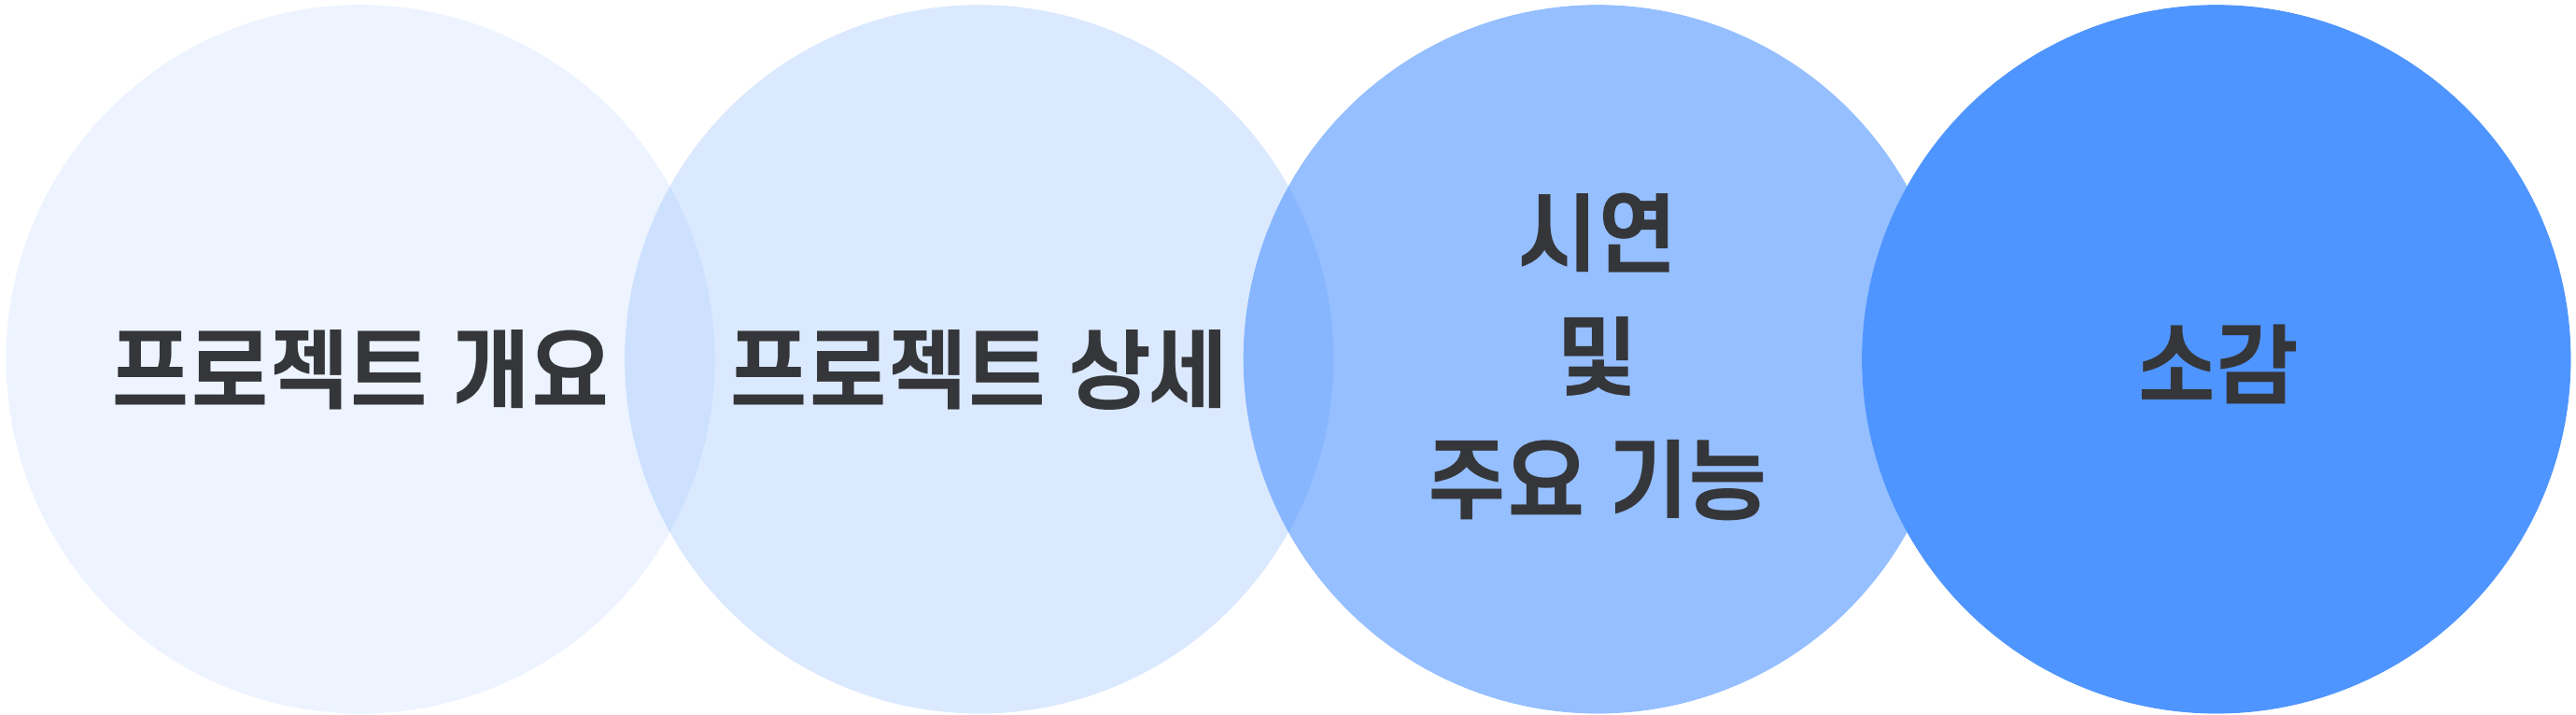 프로젝트 개요
프로젝트 상세
시연
및
주요 기능
소감